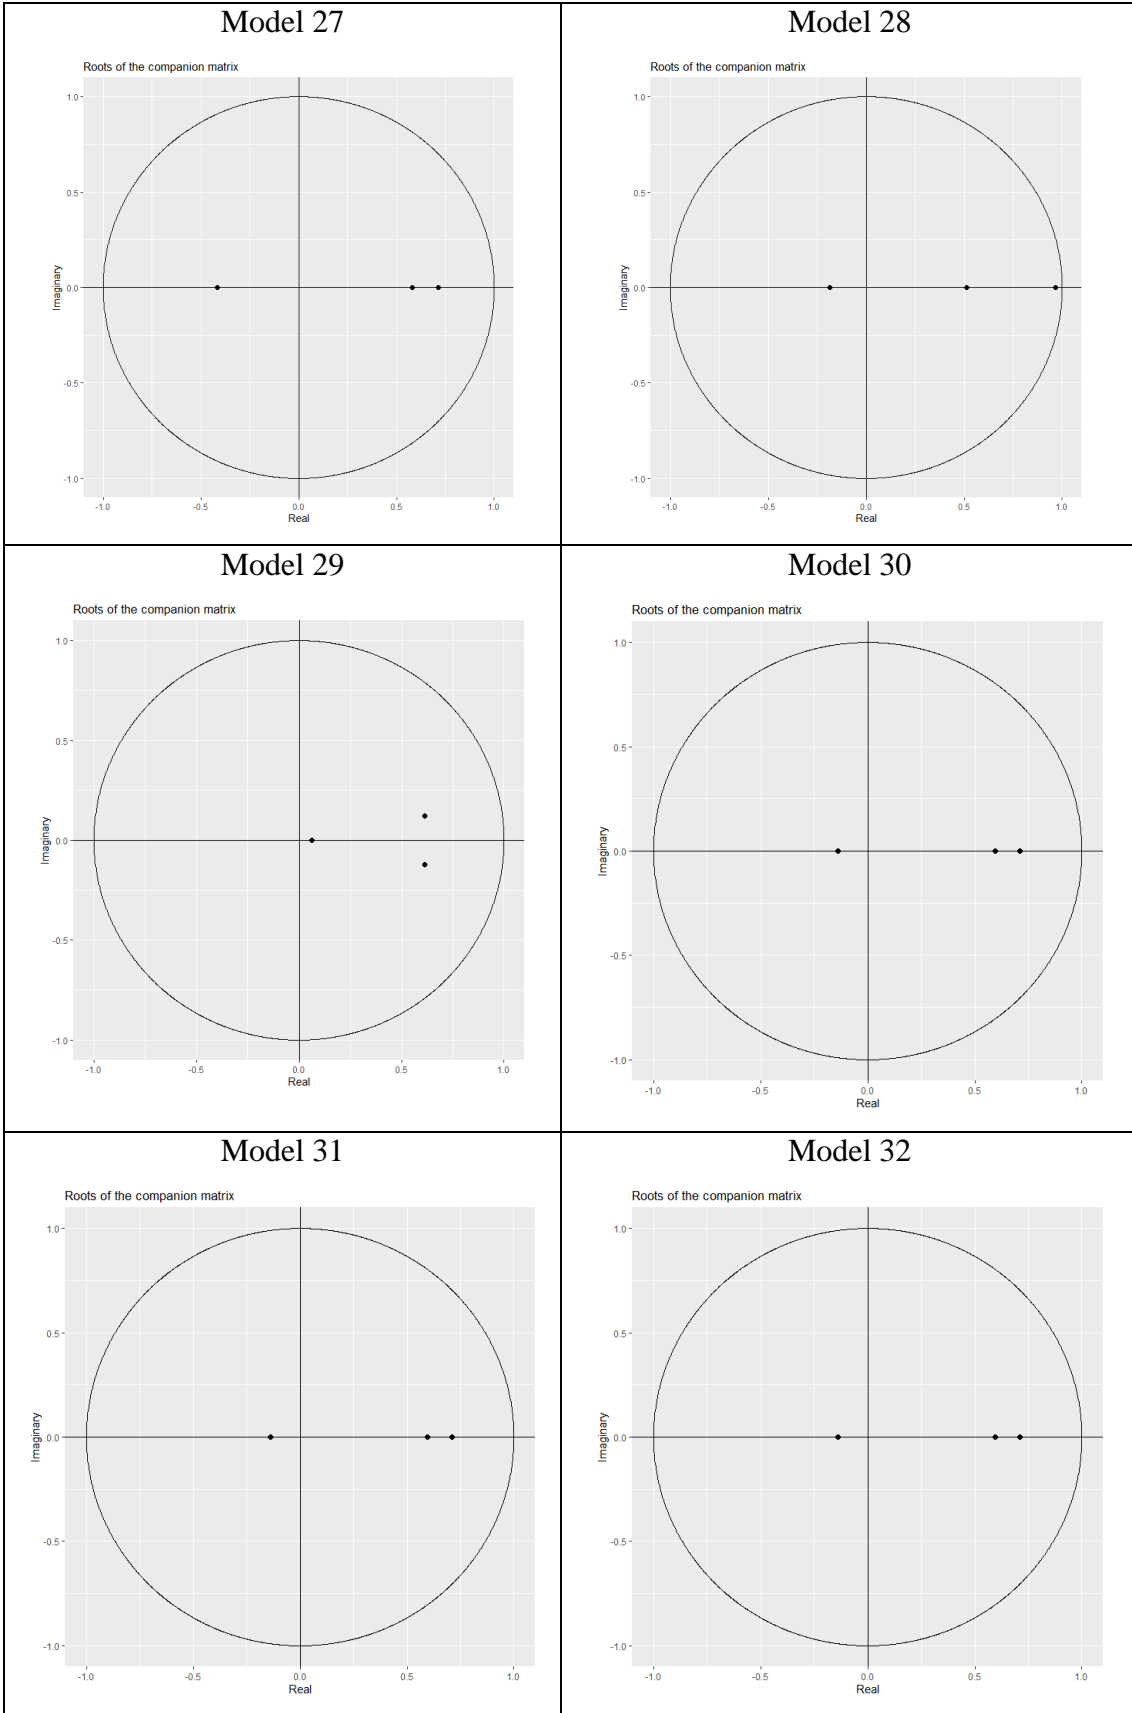 Model 27
Roots of the companion matrix
1.0
0.5
0.0
-0.5
-1.0
Imaginary
-1.0 -0.5 0.0 0.5 1.0
Real
Model 28
Roots of the companion matrix
1.0
0.5
0.0
-0.5
-1.0
Imaginary
-1.0 -0.5 0.0 0.5 1.0
Real
Model 29
Roots of the companion matrix
1.0
0.5
0.0
-0.5
-1.0
Imaginary
-1.0 -0.5 0.0 0.5 1.0
Real
Model 30
Roots of the companion matrix
1.0
0.5
0.0
-0.5
-1.0
Imaginary
-1.0 -0.5 0.0 0.5 1.0
Real
Model 31
Roots of the companion matrix
1.0
0.5
0.0
-0.5
-1.0
Imaginary
-1.0 -0.5 0.0 0.5 1.0
Real
Model 32
Roots of the companion matrix
1.0
0.5
0.0
-0.5
-1.0
Imaginary
-1.0 -0.5 0.0 0.5 1.0
Real